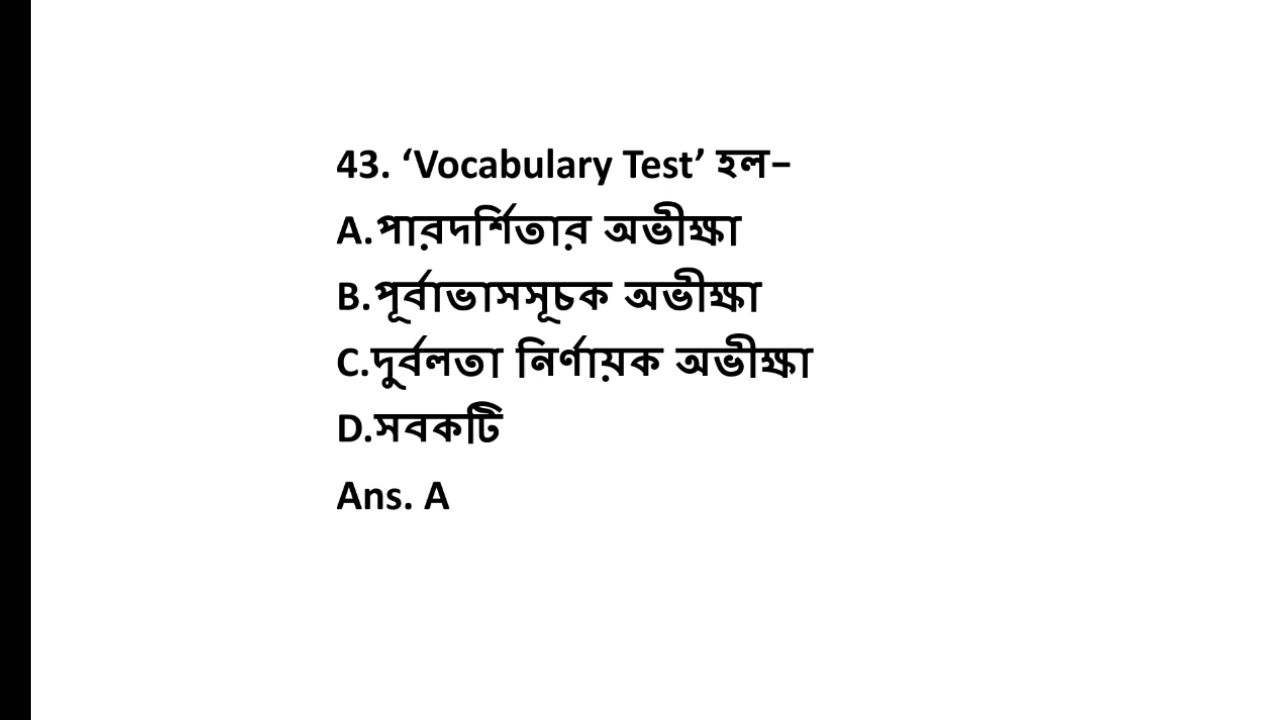 43. ‘Vocabulary Test’ হল–
A.পারদর্শিতার অভীক্ষা
B.পূর্বাভাসসূচক অভীক্ষা
C.দুর্বলতা নির্ণায়ক অভীক্ষা
D.সবকটি
Ans. A